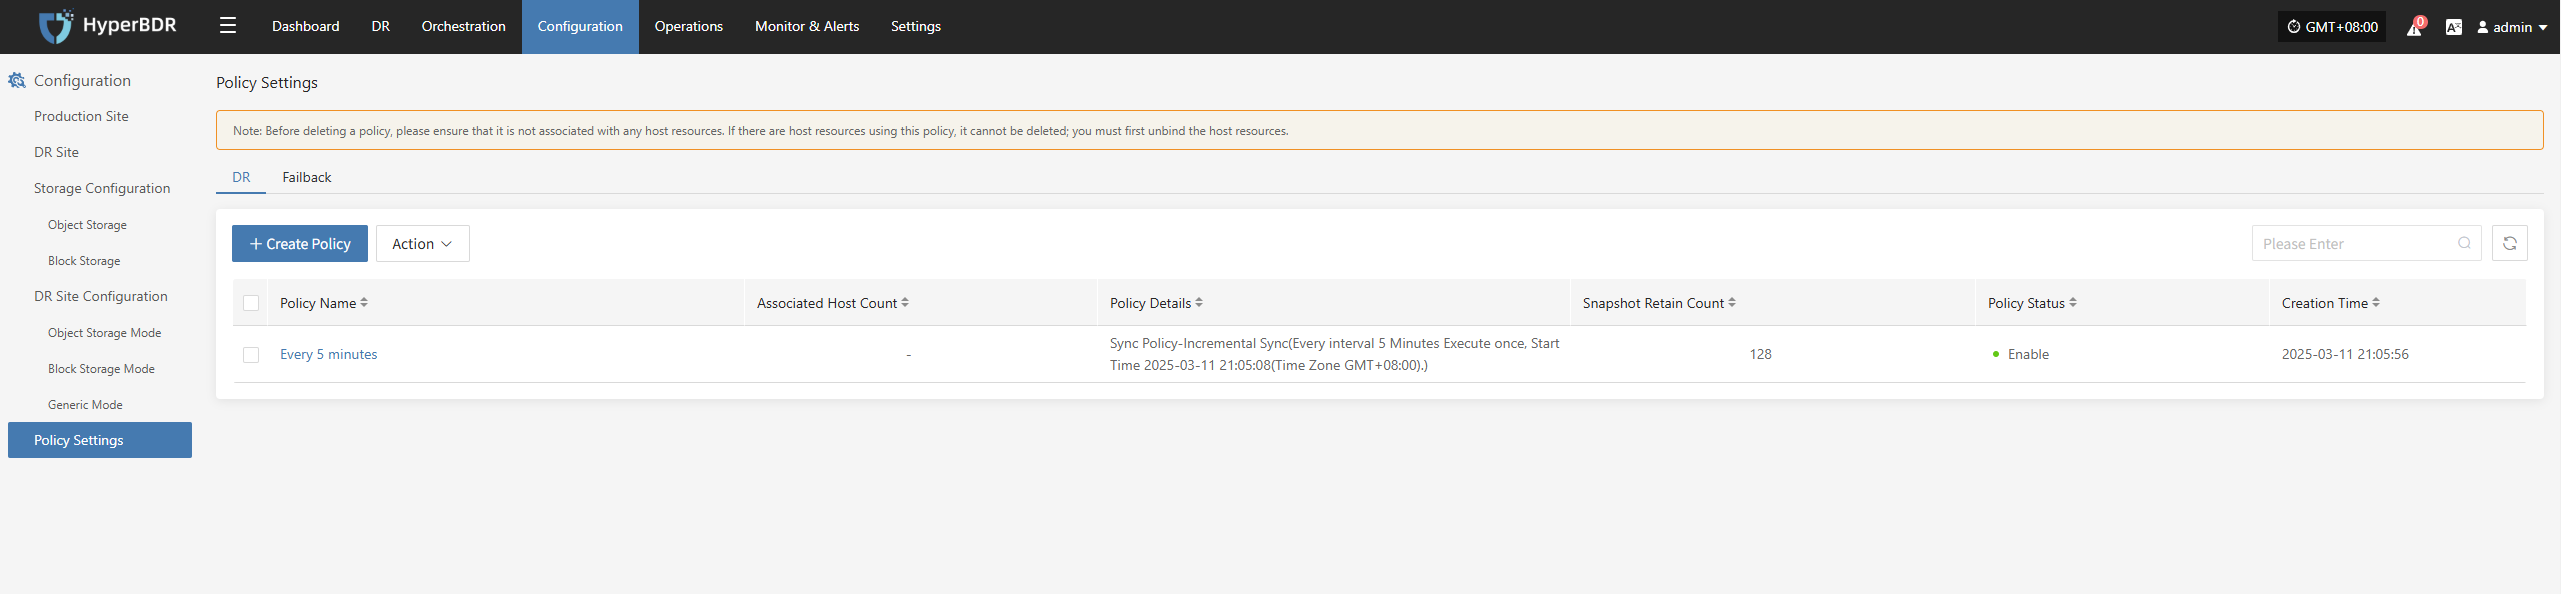 HyperBDR
Dashboard
DR
Orchestration
Configuration
Operations
Monitor & Alerts
Settings
GMT+08:00
0
admin
Configuration
Production Site
DR Site
Storage Configuration
Object Storage
Block Storage
DR Site Configuration
Object Storage Mode
Block Storage Mode
Generic Mode
Policy Settings
Policy Settings
Note: Before deleting a policy, please ensure that it is not associated with any host resources. If there are host resources using this policy, it cannot be deleted; you must first unbind the host resources.
DR
Failback
Create Policy
Action
Please Enter
Policy Name
Associated Host Count
Policy Details
Snapshot Retain Count
Policy Status
Creation Time
Every 5 minutes
-
Sync Policy-Incremental Sync(Every interval 5 Minutes Execute once, Start
Time 2025-03-11 21:05:08(Time Zone GMT+08:00).)
128
Enable
2025-03-11 21:05:56